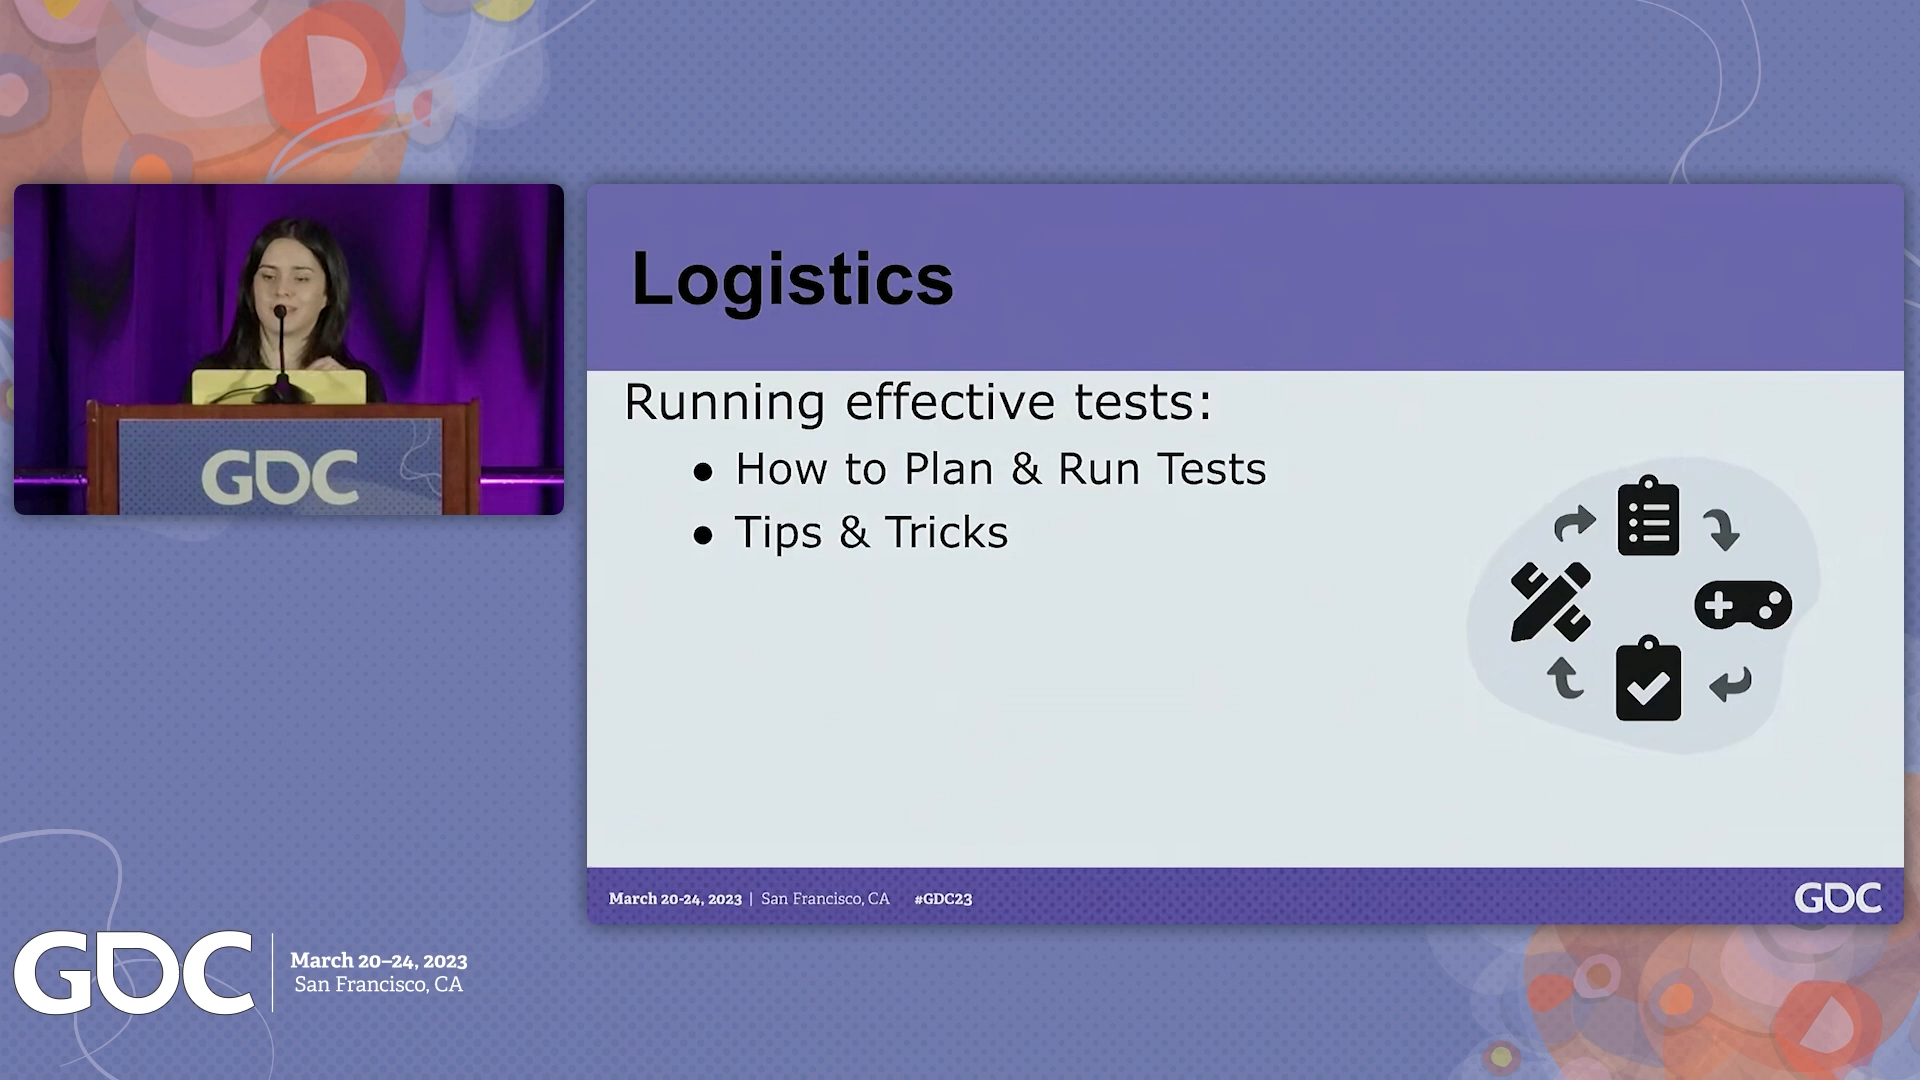 GDC
Logistics
Running effective tests:
● How to Plan & Run Tests
● Tips & Tricks
March 20-24, 2023 | San Francisco, CA #GDC23
GDC
GDC
March 20–24, 2023
San Francisco, CA